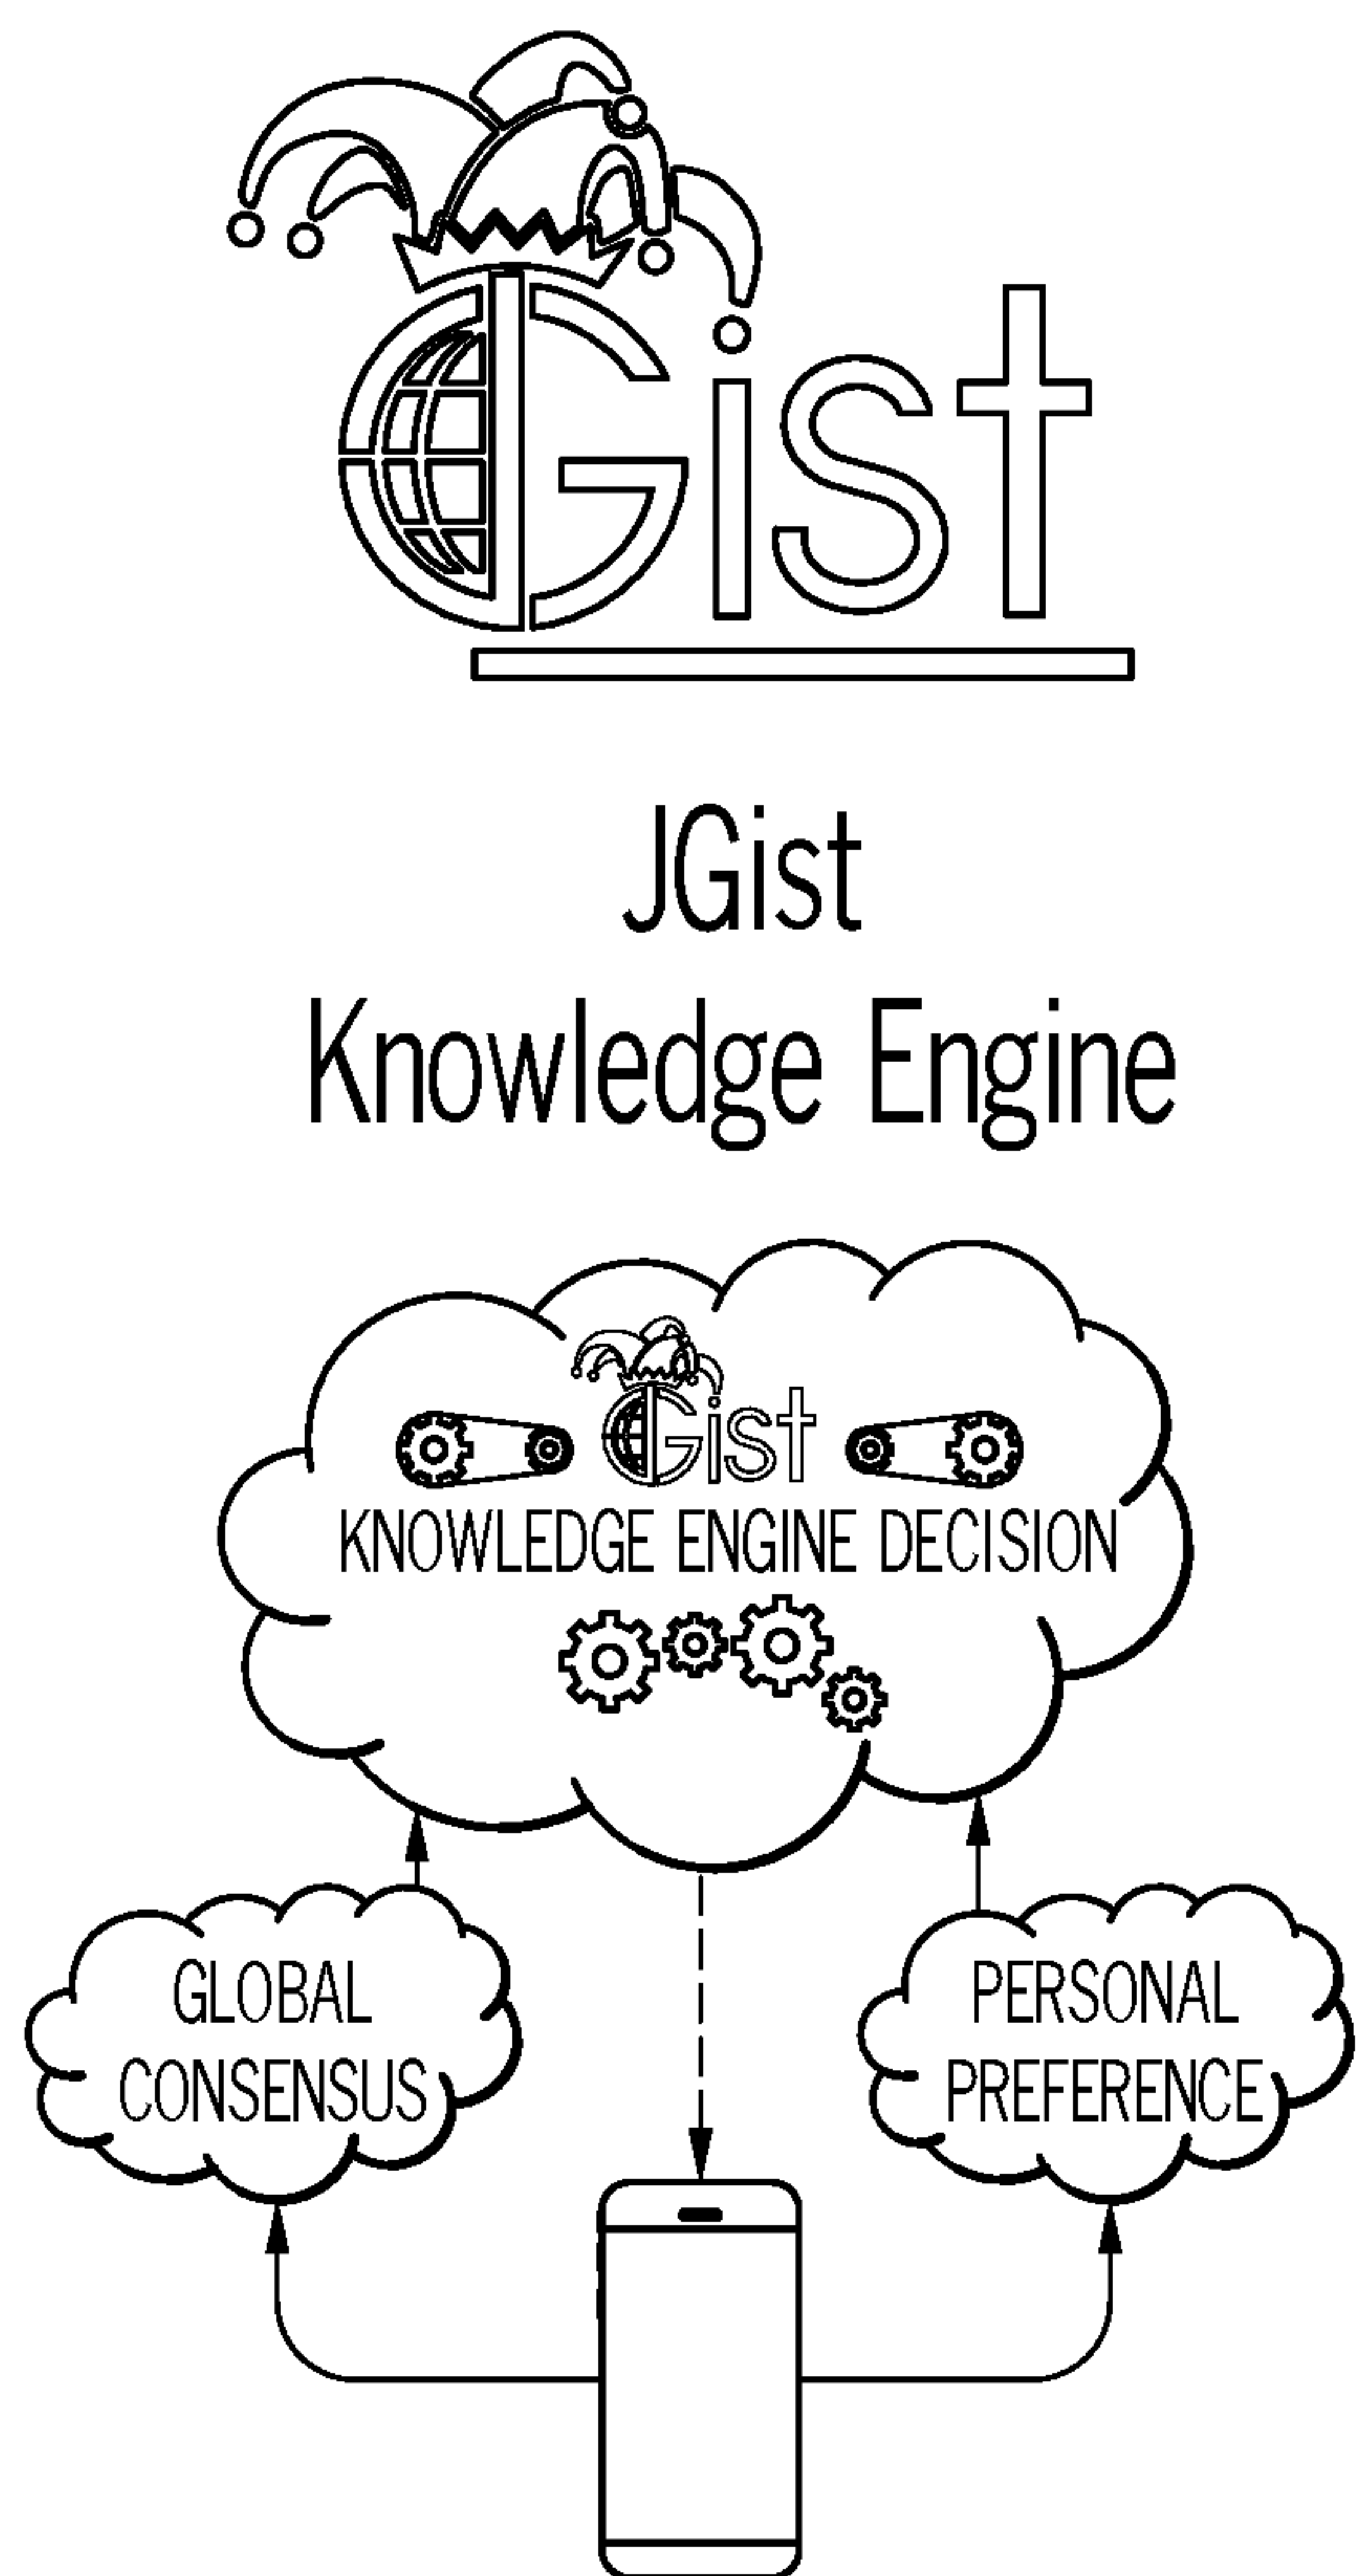 JGist
JGist
Knowledge Engine
JGist
KNOWLEDGE ENGINE DECISION
GLOBAL
CONSENSUS
PERSONAL
PREFERENCE